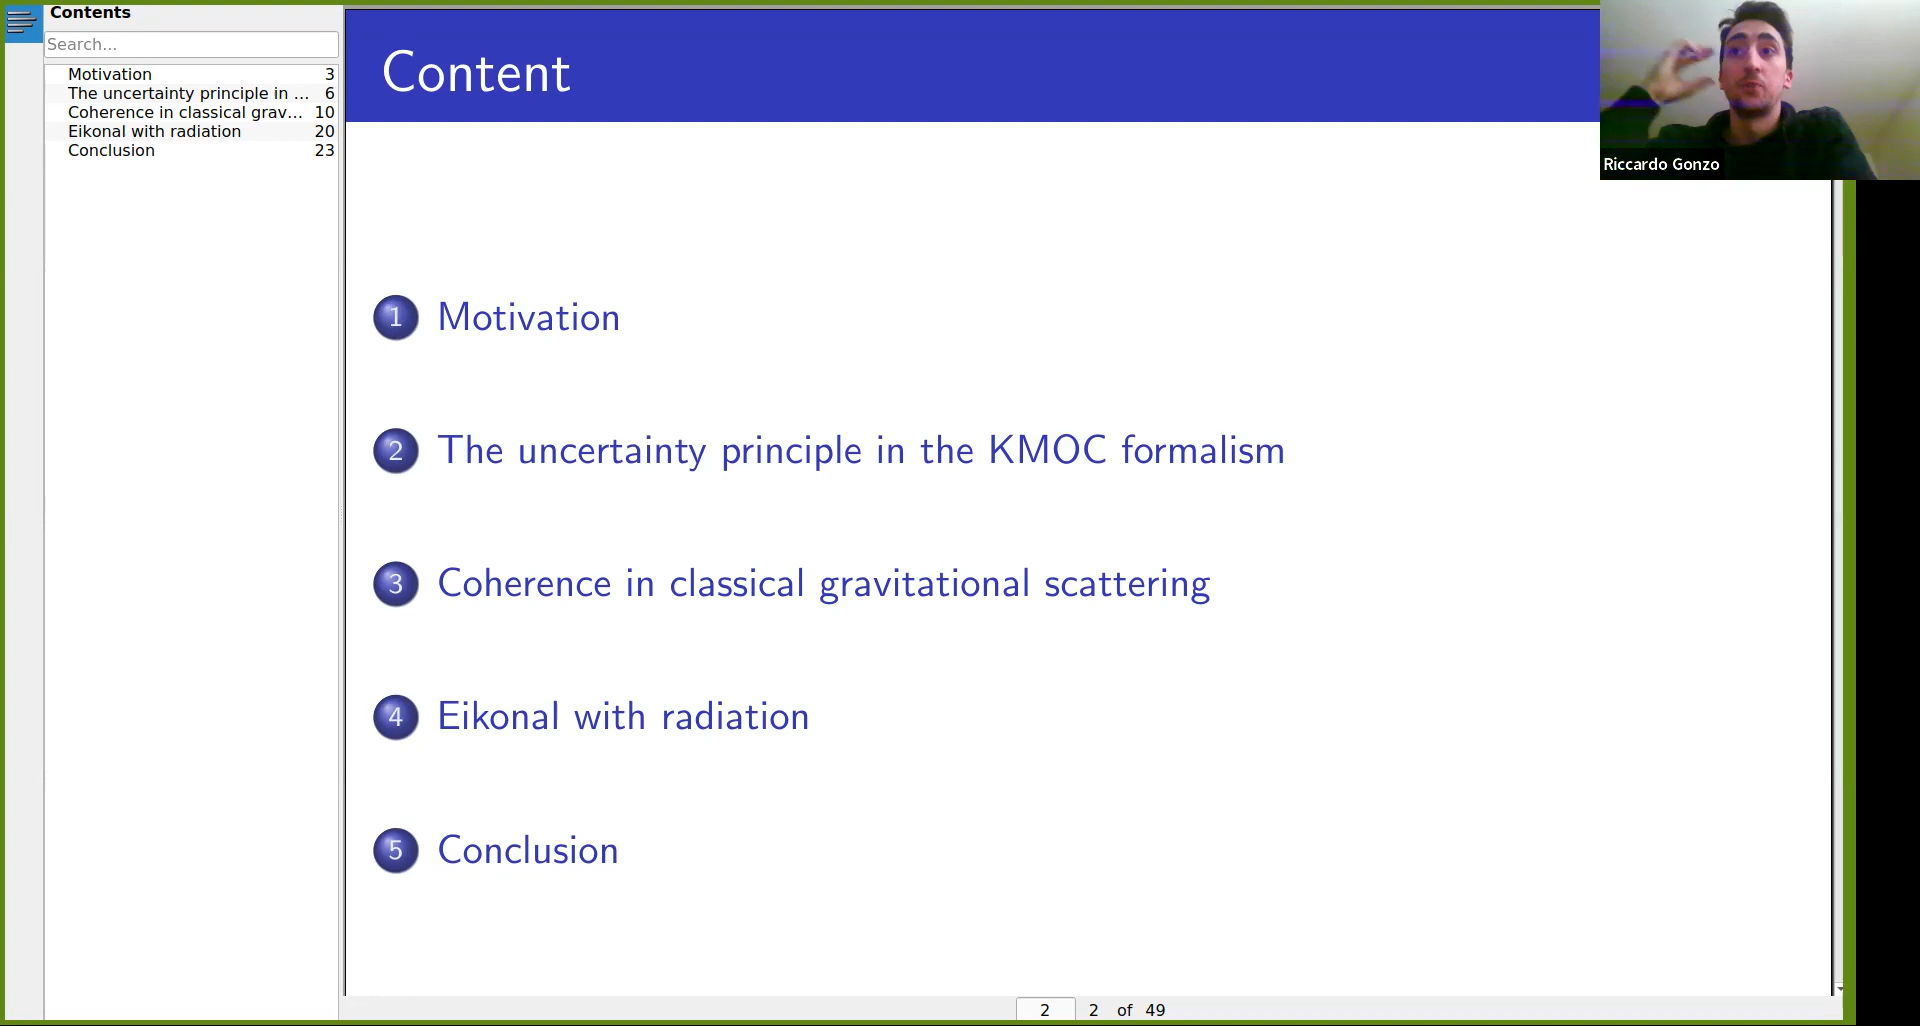 Contents
Search...
Motivation 3
The uncertainty principle in ... 6
Coherence in classical grav... 10
Eikonal with radiation 20
Conclusion 23
Content
Riccardo Gonzo
1 Motivation
2 The uncertainty principle in the KMOC formalism
3 Coherence in classical gravitational scattering
4 Eikonal with radiation
5 Conclusion
2 2 of 49